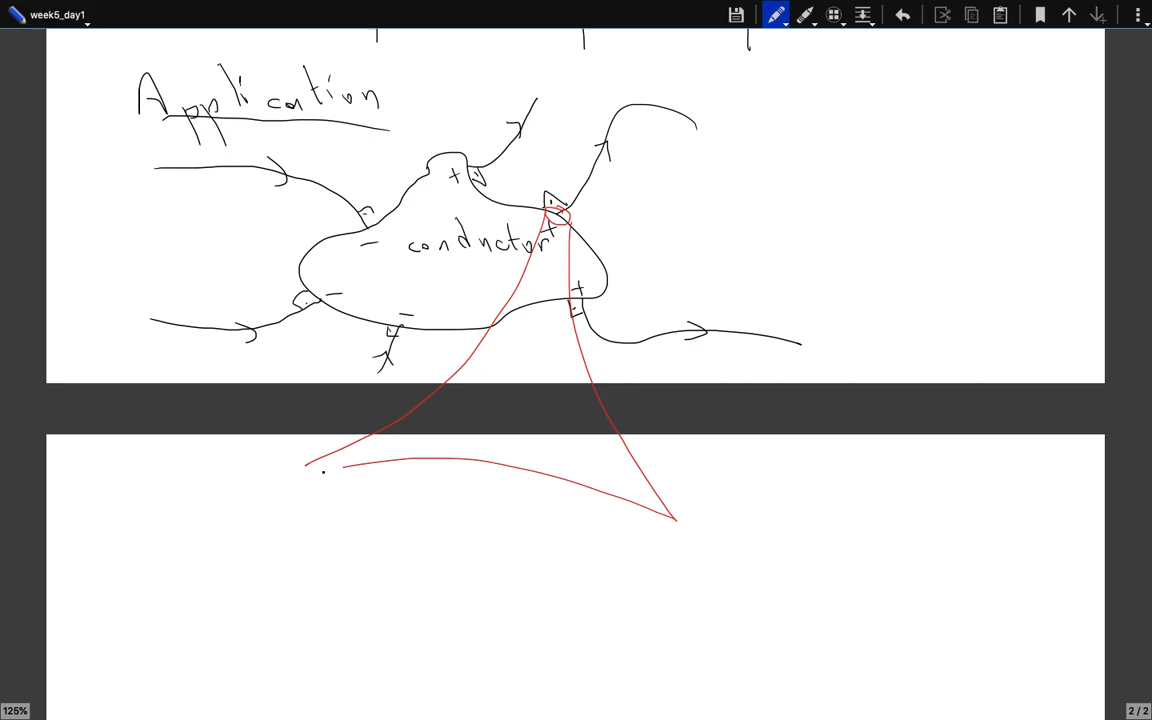 week5_day1
Application
+
+
- conductor
- +
-
125%
2 / 2